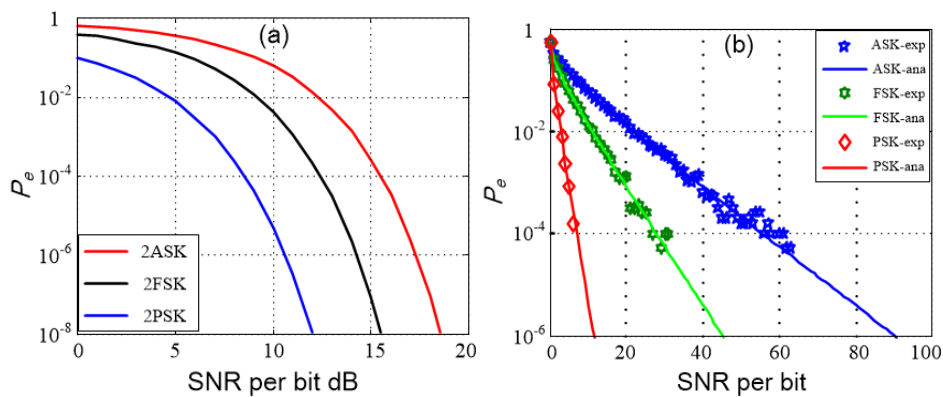 (a)
1
10-2
10-4
10-6
10-8
Pe
0
5
10
15
20
SNR per bit dB
2ASK
2FSK
2PSK
(b)
1
10-2
10-4
10-6
Pe
0
20
40
60
80
100
SNR per bit
ASK-exp
ASK-ana
FSK-exp
FSK-ana
PSK-exp
PSK-ana